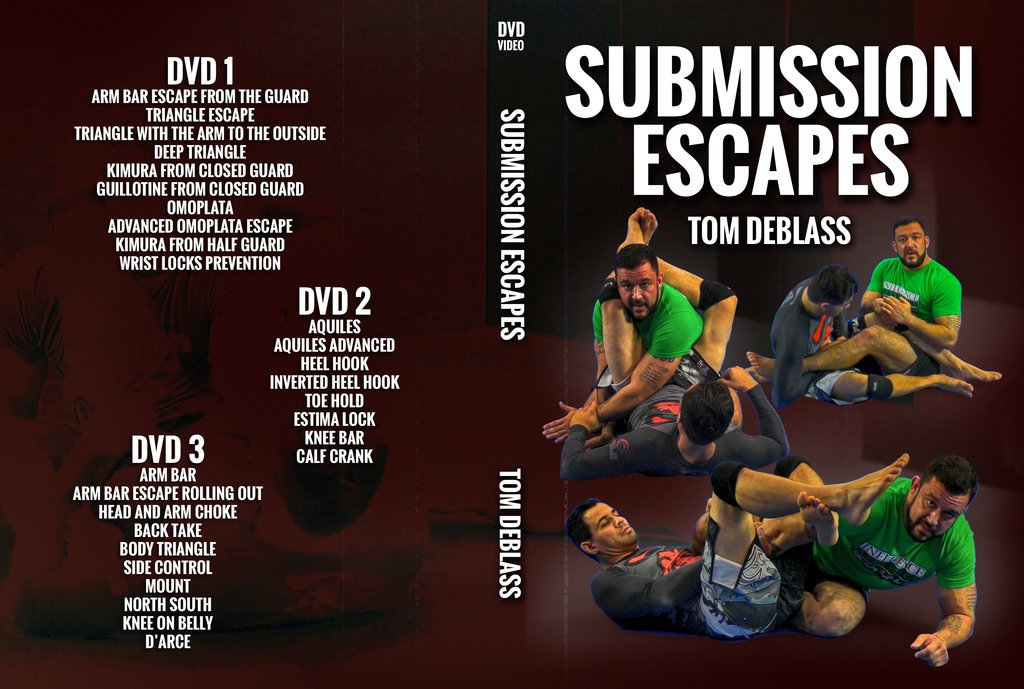 DVD 1
ARM BAR ESCAPE FROM THE GUARD
TRIANGLE ESCAPE
TRIANGLE WITH THE ARM TO THE OUTSIDE
DEEP TRIANGLE
KIMURA FROM CLOSED GUARD
GUILLOTINE FROM CLOSED GUARD
OMOPLATA
ADVANCED OMOPLATA ESCAPE
KIMURA FROM HALF GUARD
WRIST LOCKS PREVENTION
DVD 2
AQUILES
AQUILES ADVANCED
HEEL HOOK
INVERTED HEEL HOOK
TOE HOLD
ESTIMA LOCK
KNEE BAR
CALF CRANK
DVD 3
ARM BAR
ARM BAR ESCAPE ROLLING OUT
HEAD AND ARM CHOKE
BACK TAKE
BODY TRIANGLE
SIDE CONTROL
MOUNT
NORTH SOUTH
KNEE ON BELLY
D’ARCE
DVD
VIDEO
SUBMISSION ESCAPES
TOM DEBLASS
SUBMISSION
ESCAPES
TOM DEBLASS